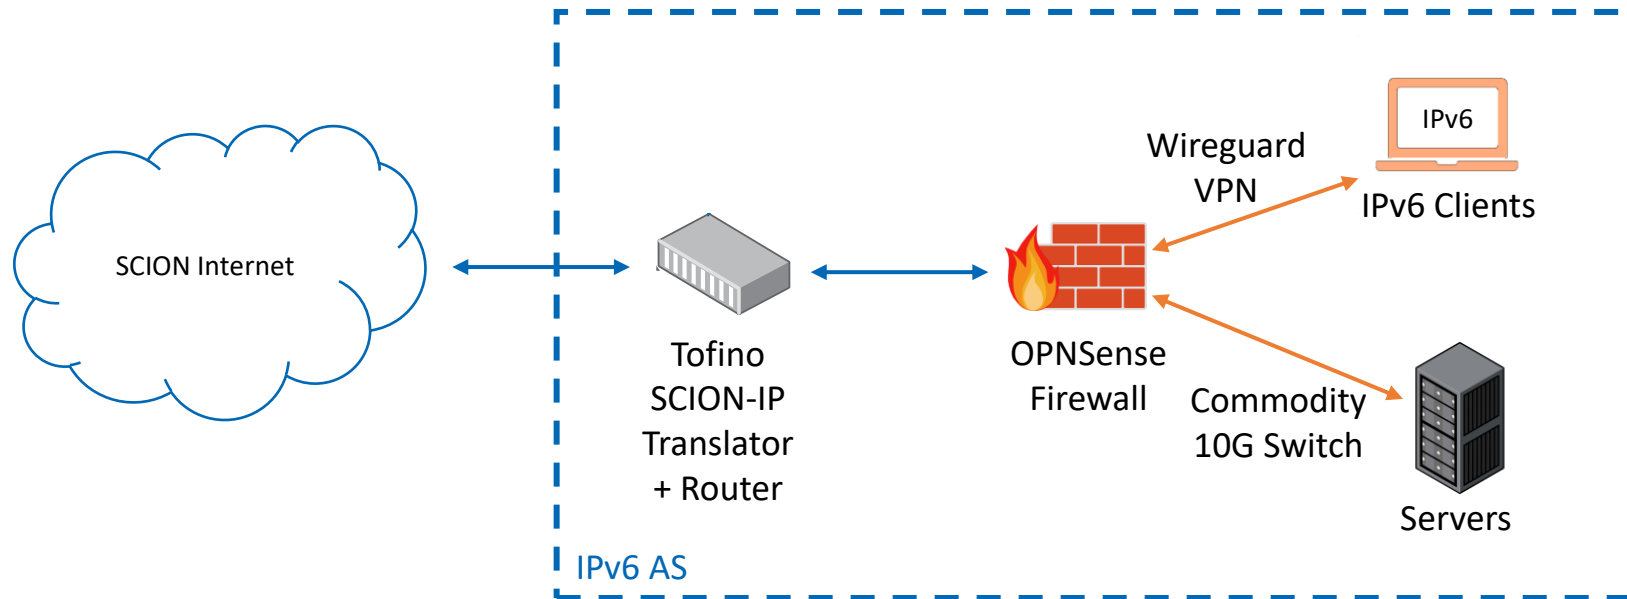 SCION Internet
Tofino
SCION-IP
Translator
+ Router
OPNSense
Firewall
Wireguard
VPN
IPv6
IPv6 Clients
Commodity
10G Switch
Servers
IPv6 AS